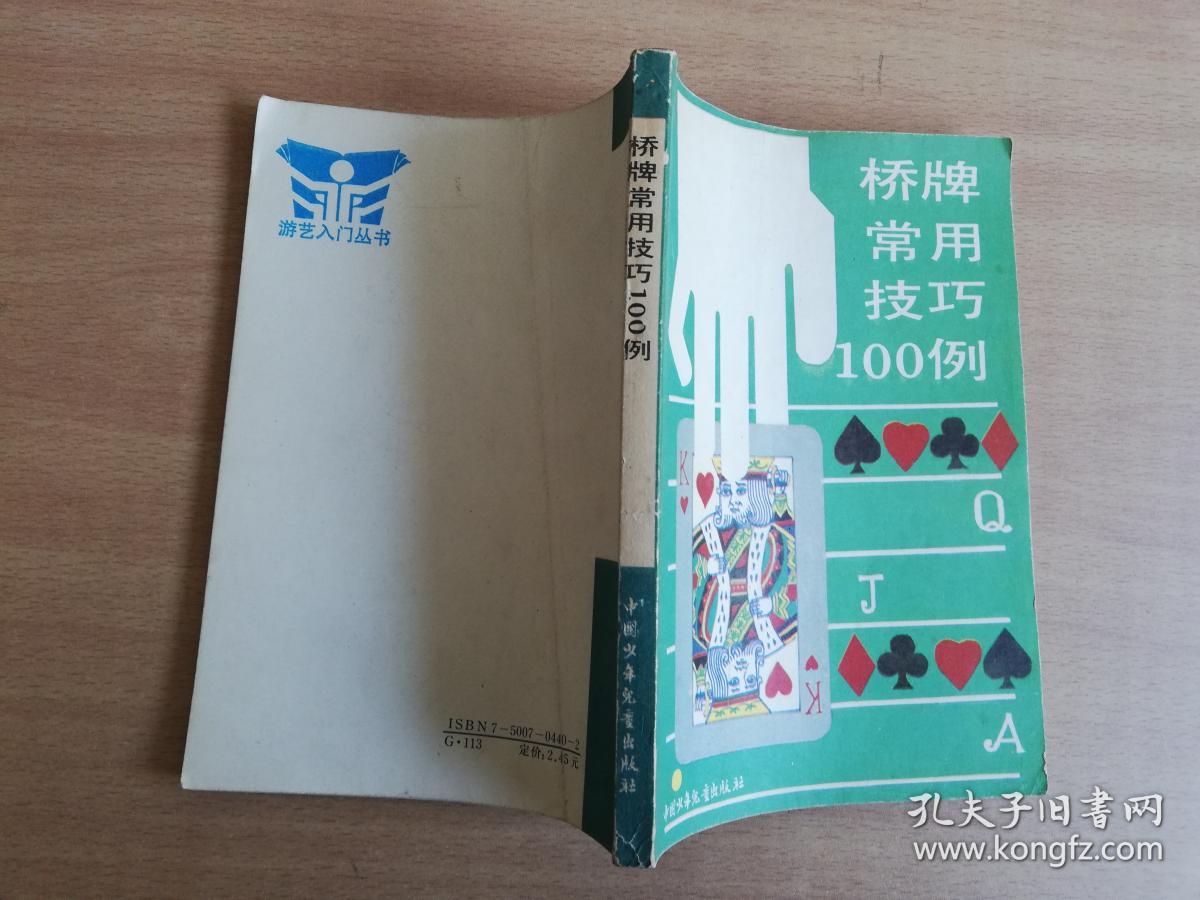 游艺入门丛书
ISBN 7-5007-0440-2
G·113 定价:2.45元
桥牌常用技巧100例
中国少年儿童出版社
桥牌
常用
技巧
100例
K
Q
J
K
A
中国少年儿童出版社
孔夫子旧书网
www.kongfz.com